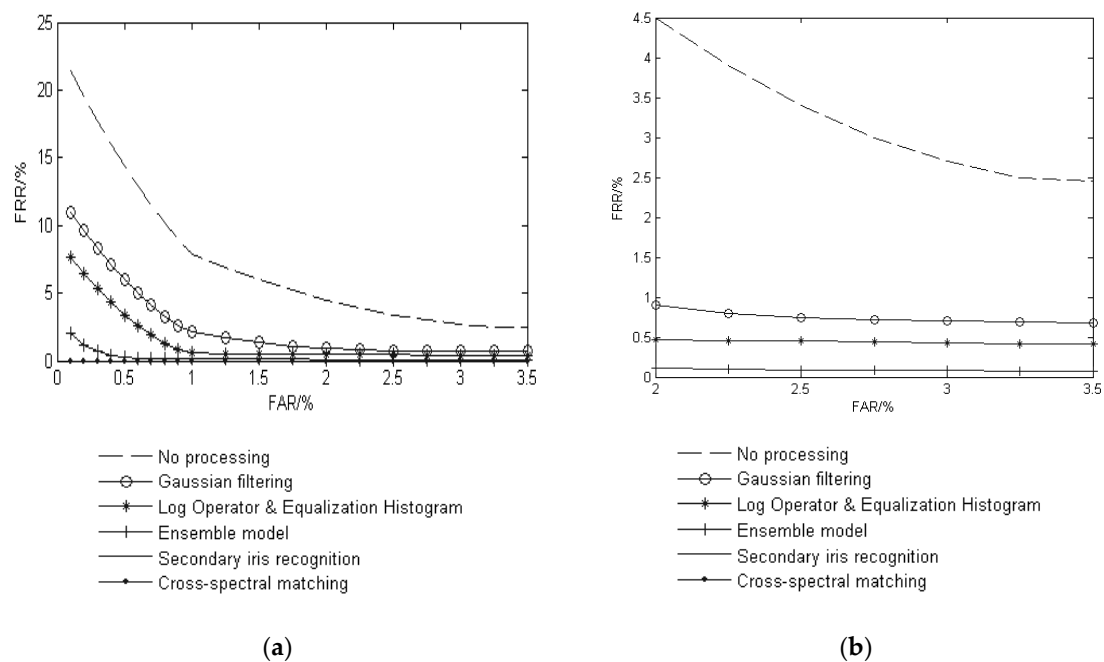 25
20
15
10
5
0
FRR/%
0 0.5 1 1.5 2 2.5 3 3.5
FAR/%
No processing
Gaussian filtering
Log Operator & Equalization Histogram
Ensemble model
Secondary iris recognition
Cross-spectral matching
(a)
4.5
4
3.5
3
2.5
2
1.5
1
0.5
0
FRR/%
2 2.5 3 3.5
FAR/%
No processing
Gaussian filtering
Log Operator & Equalization Histogram
Ensemble model
Secondary iris recognition
Cross-spectral matching
(b)